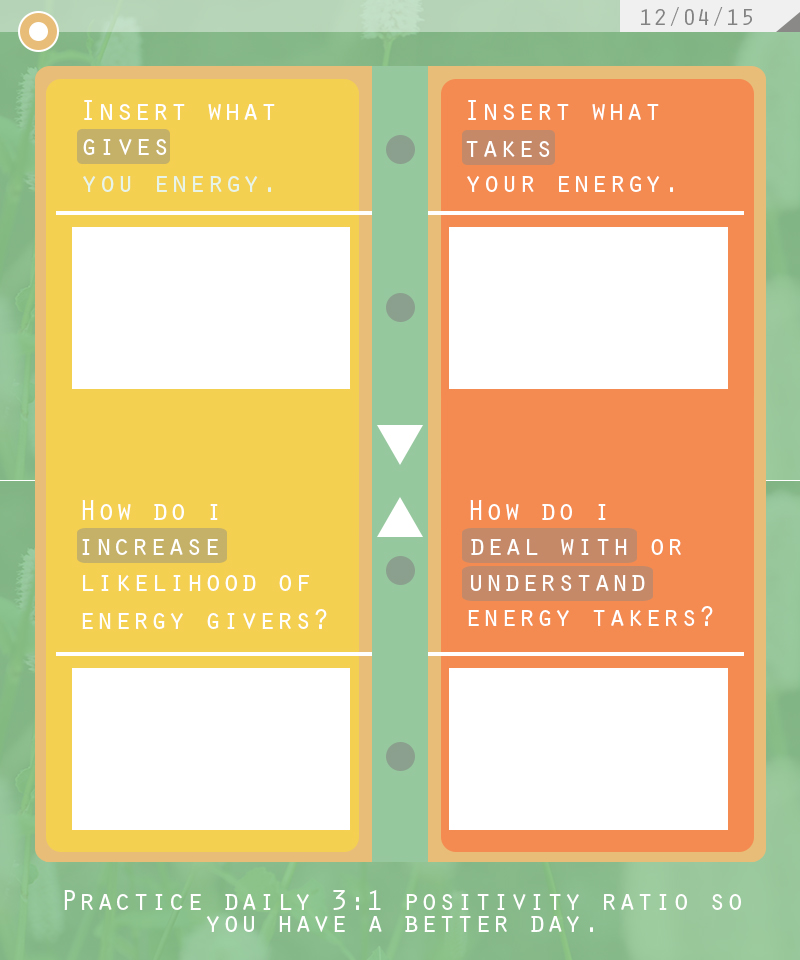 12/04/15
Insert what
gives
you energy.
Insert what
takes
your energy.
How do I
increase
likelihood of
energy givers?
How do I
deal with or
understand
energy takers?
Practice daily 3:1 positivity ratio so
you have a better day.